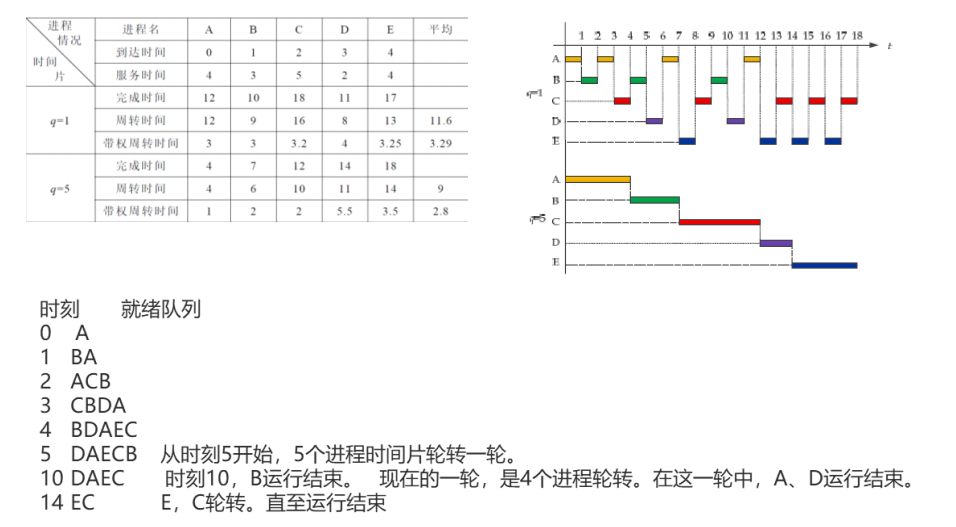 进程情况 进程名 A B C D E 平均
时间片 到达时间 0 1 2 3 4
服务时间 4 3 5 2 4
q=1 完成时间 12 10 18 11 17
周转时间 12 9 16 8 13 11.6
带权周转时间 3 3 3.2 4 3.25 3.29
q=5 完成时间 4 7 12 14 18
周转时间 4 6 10 11 14 9
带权周转时间 1 2 2 5.5 3.5 2.8
1 2 3 4 5 6 7 8 9 10 11 12 13 14 15 16 17 18 t
A
B
q=1
C
D
E
A
B
q=5
C
D
E
时刻 就绪队列
0 A
1 BA
2 ACB
3 CBDA
4 BDAEC
5 DAECB 从时刻5开始，5个进程时间片轮转一轮。
10 DAEC 时刻10，B运行结束。 现在的一轮，是4个进程轮转。在这一轮中，A、D运行结束。
14 EC E，C轮转。直至运行结束